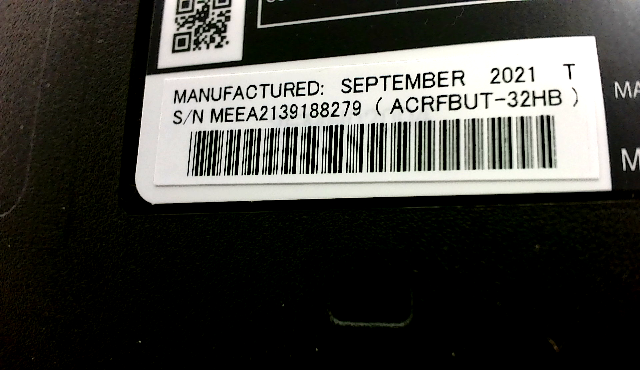 MANUFACTURED: SEPTEMBER 2021 T
S/N MEEA2139188279 ( ACRFBUT-32HB )